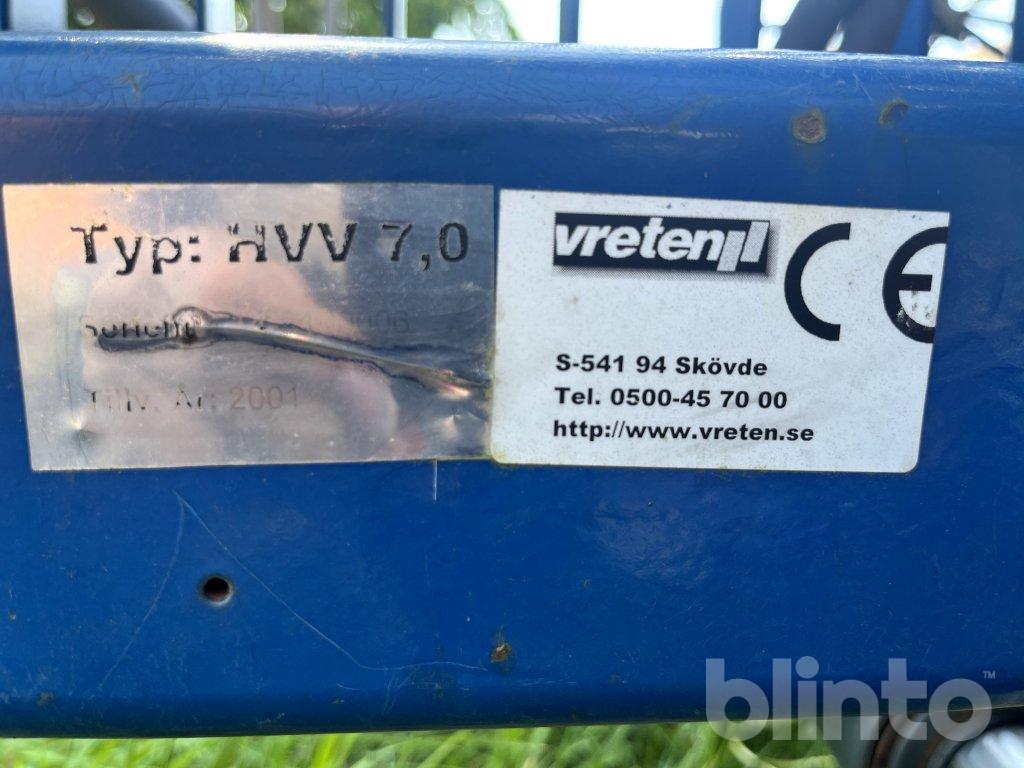 Typ: HVV 7,0
Tillv. År: 2001
vreten
CE
S-541 94 Skövde
Tel. 0500-45 70 00
http://www.vreten.se
blinto™